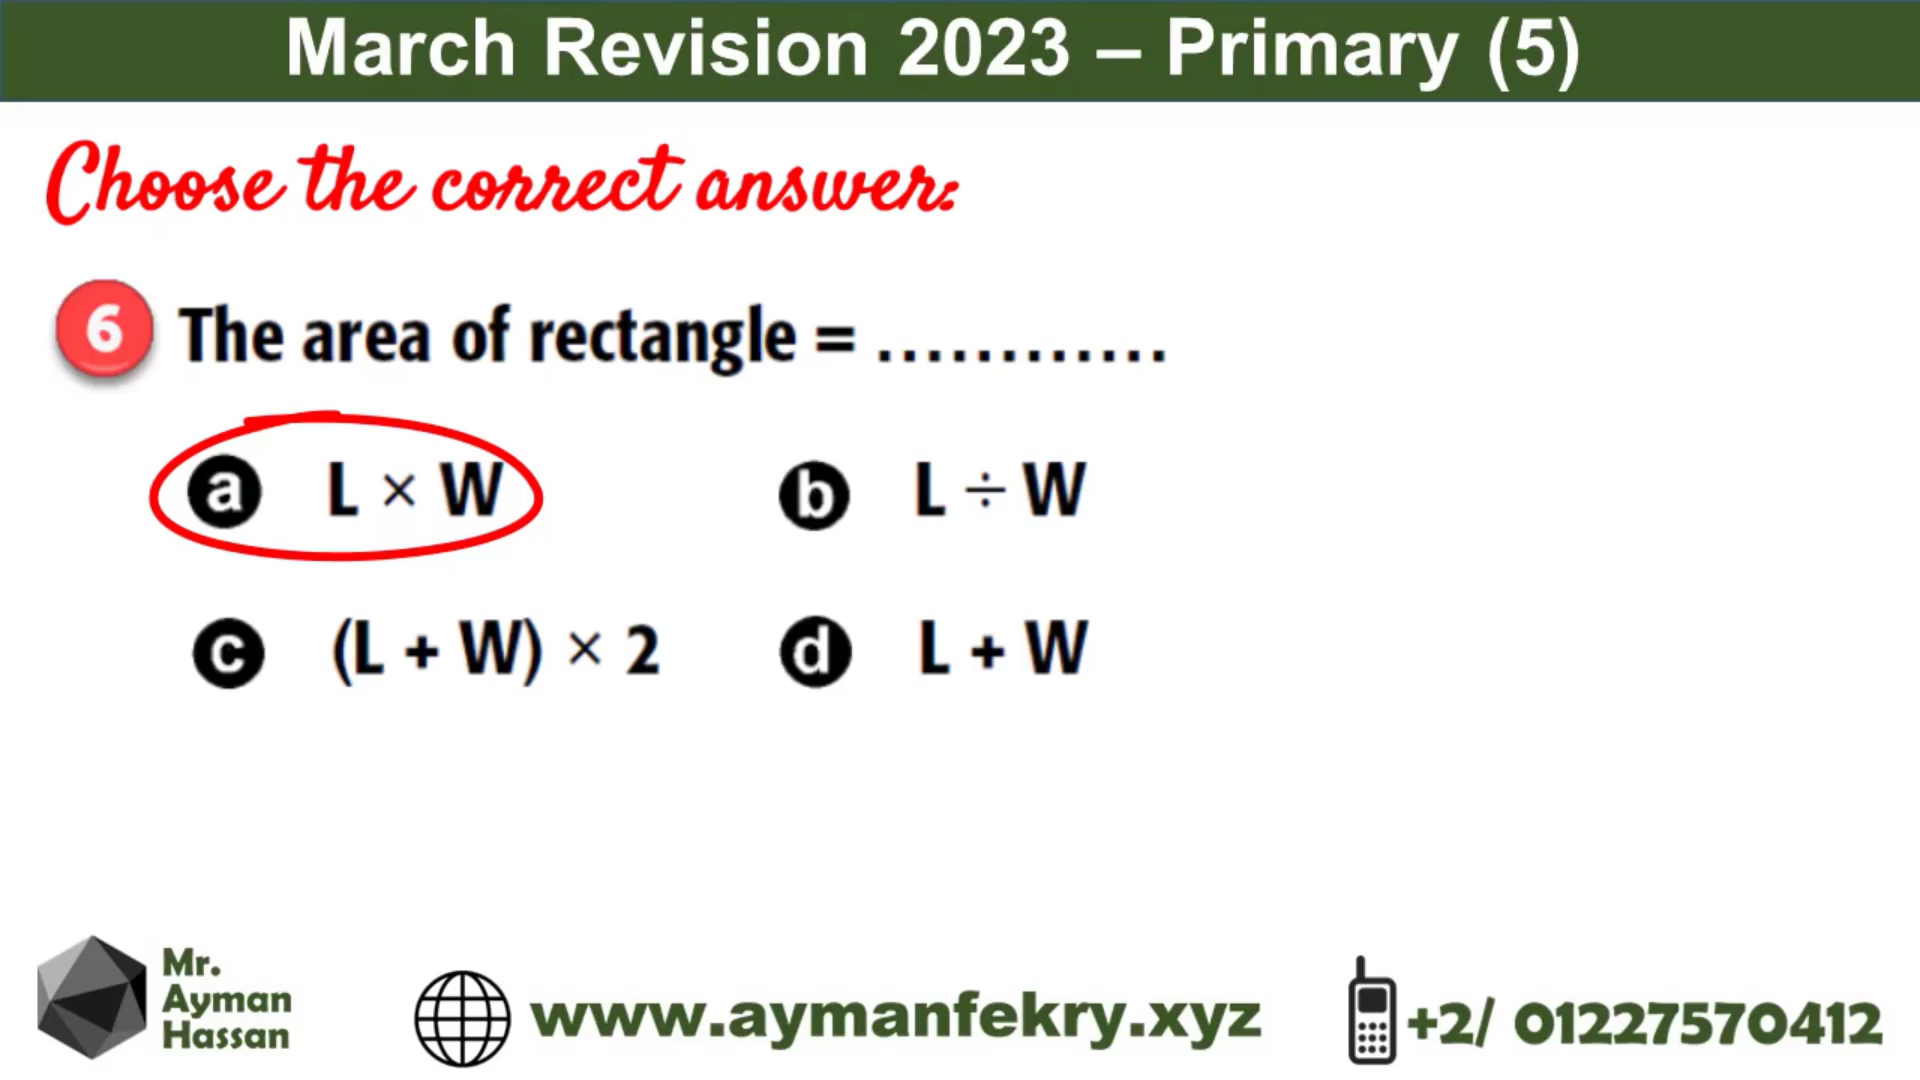 March Revision 2023 – Primary (5)
Choose the correct answer:
6 The area of rectangle = ............
a L × W
b L ÷ W
c (L + W) × 2
d L + W
Mr.
Ayman
Hassan
www.aymanfekry.xyz
+2/ 01227570412